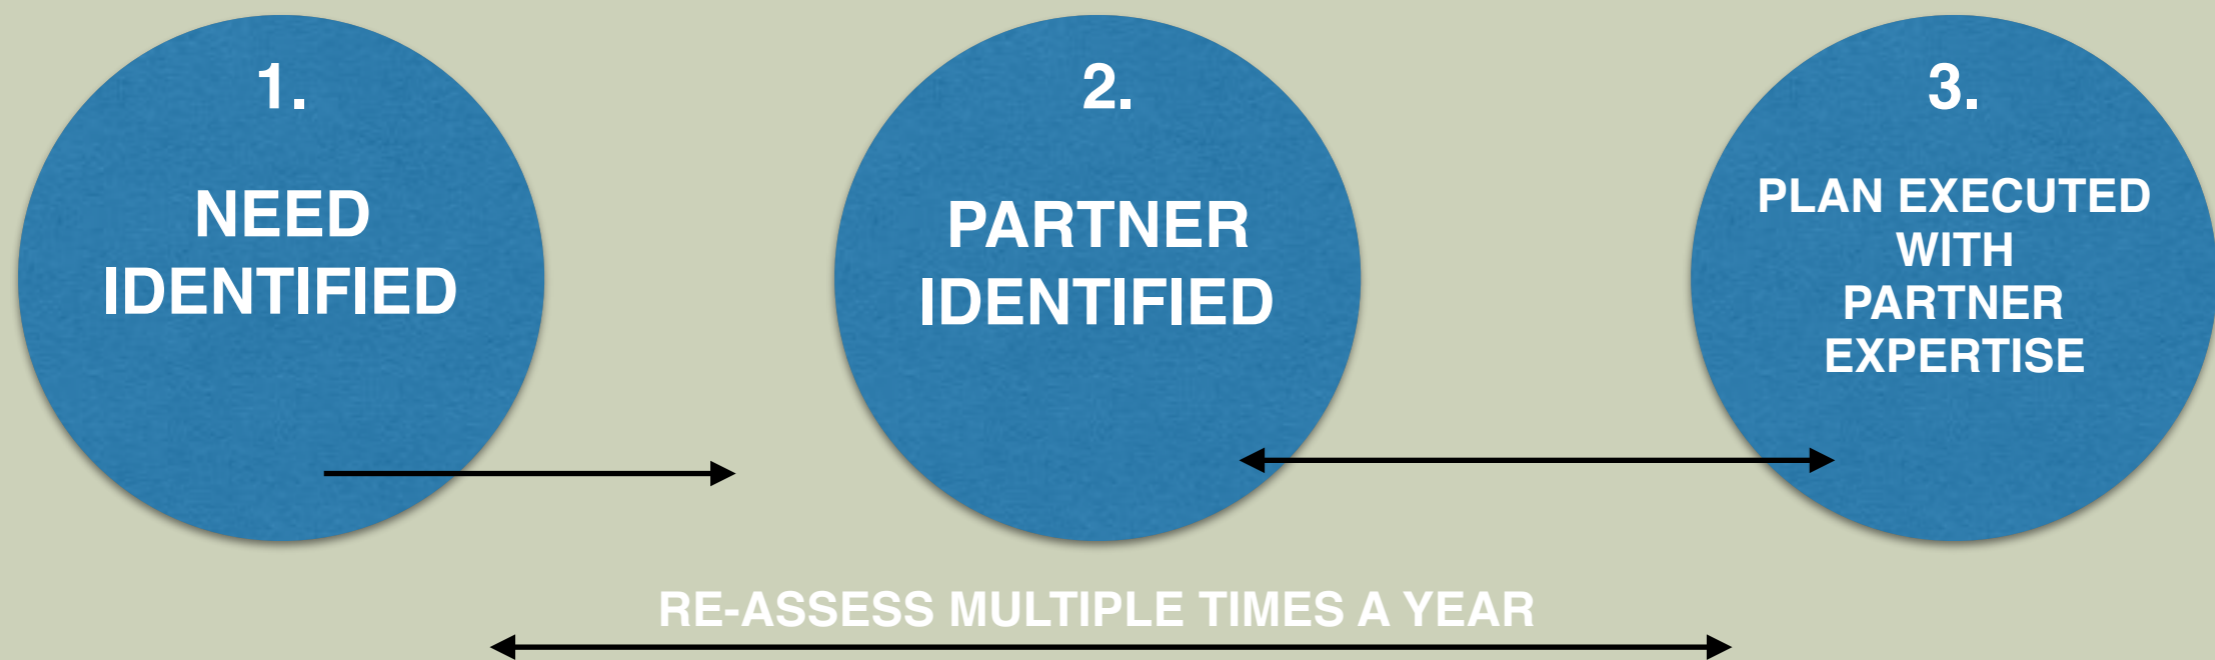 1.
NEED
IDENTIFIED
2.
PARTNER
IDENTIFIED
3.
PLAN EXECUTED
WITH
PARTNER
EXPERTISE
RE-ASSESS MULTIPLE TIMES A YEAR